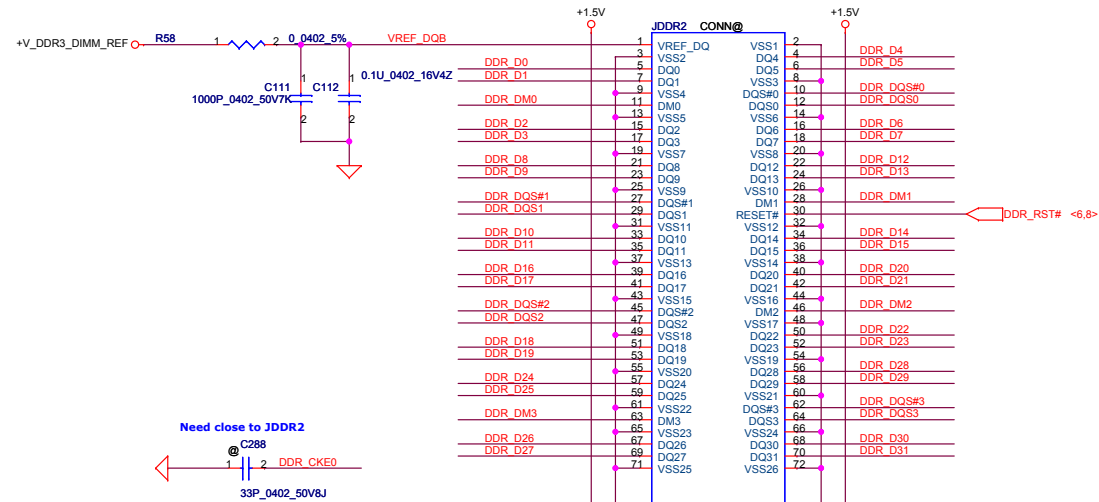 +1.5V +1.5V
JDDR2 CONN@
+V_DDR3_DIMM_REF R58 1 2 0_0402_5% VREF_DQB 1 VREF_DQ VSS1 2
3 VSS2 DQ4 4 DDR_D4
DDR_D0 5 DQ0 DQ5 6 DDR_D5
DDR_D1 7 DQ1 VSS3 8
9 VSS4 DQS#0 10 DDR_DQS#0
DDR_DM0 11 DM0 DQS0 12 DDR_DQS0
13 VSS5 VSS6 14
DDR_D2 15 DQ2 DQ6 16 DDR_D6
DDR_D3 17 DQ3 DQ7 18 DDR_D7
19 VSS7 VSS8 20
DDR_D8 21 DQ8 DQ12 22 DDR_D12
DDR_D9 23 DQ9 DQ13 24 DDR_D13
25 VSS9 VSS10 26
DDR_DQS#1 27 DQS#1 DM1 28 DDR_DM1
DDR_DQS1 29 DQS1 RESET# 30 DDR_RST# <6,8>
31 VSS11 VSS12 32
DDR_D10 33 DQ10 DQ14 34 DDR_D14
DDR_D11 35 DQ11 DQ15 36 DDR_D15
37 VSS13 VSS14 38
DDR_D16 39 DQ16 DQ20 40 DDR_D20
DDR_D17 41 DQ17 DQ21 42 DDR_D21
43 VSS15 VSS16 44
DDR_DQS#2 45 DQS#2 DM2 46 DDR_DM2
DDR_DQS2 47 DQS2 VSS17 48
49 VSS18 DQ22 50 DDR_D22
DDR_D18 51 DQ18 DQ23 52 DDR_D23
DDR_D19 53 DQ19 VSS19 54
55 VSS20 DQ28 56 DDR_D28
DDR_D24 57 DQ24 DQ29 58 DDR_D29
DDR_D25 59 DQ25 VSS21 60
61 VSS22 DQS#3 62 DDR_DQS#3
DDR_DM3 63 DM3 DQS3 64 DDR_DQS3
65 VSS23 VSS24 66
DDR_D26 67 DQ26 DQ30 68 DDR_D30
DDR_D27 69 DQ27 DQ31 70 DDR_D31
71 VSS25 VSS26 72
0.1U_0402_16V4Z
1 1
C111 C112
1000P_0402_50V7K
2 2
Need close to JDDR2
@ C288
1 2 DDR_CKE0
33P_0402_50V8J